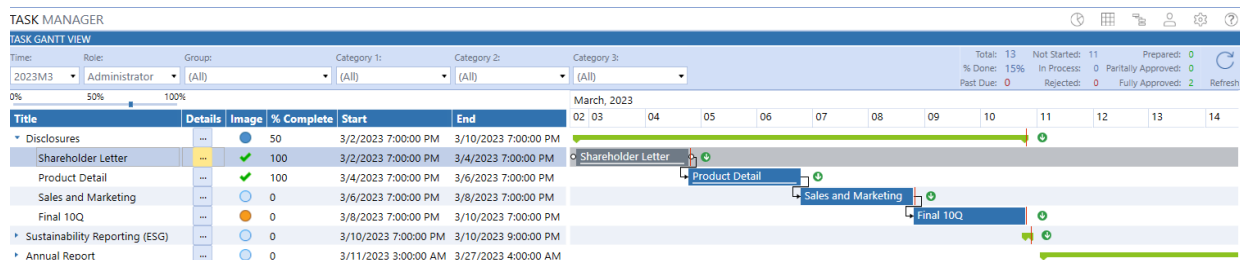 TASK MANAGER
TASK GANTT VIEW
Time: Role: Group: Category 1: Category 2: Category 3: Total: 13 Not Started: 11 Prepared: 0
2023M3 Administrator (All) (All) (All) (All) % Done: 15% In Process: 0 Paritally Approved: 0
Past Due: 0 Rejected: 0 Fully Approved: 2 Refresh
0% 50% 100% March, 2023
Title Details Image % Complete Start End 02 03 04 05 06 07 08 09 10 11 12 13 14
Disclosures ... 50 3/2/2023 7:00:00 PM 3/10/2023 7:00:00 PM
Shareholder Letter ... 100 3/2/2023 7:00:00 PM 3/4/2023 7:00:00 PM Shareholder Letter
Product Detail ... 100 3/4/2023 7:00:00 PM 3/6/2023 7:00:00 PM Product Detail
Sales and Marketing ... 0 3/6/2023 7:00:00 PM 3/8/2023 7:00:00 PM Sales and Marketing
Final 10Q ... 0 3/8/2023 7:00:00 PM 3/10/2023 7:00:00 PM Final 10Q
Sustainability Reporting (ESG) ... 0 3/10/2023 7:00:00 PM 3/10/2023 9:00:00 PM
Annual Report ... 0 3/11/2023 3:00:00 AM 3/27/2023 4:00:00 AM